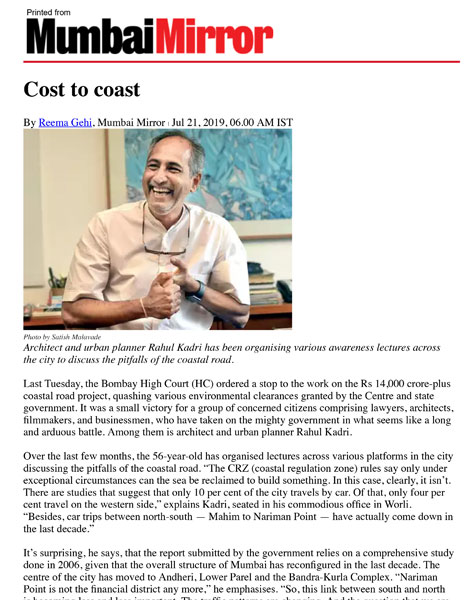 Printed from
MumbaiMirror
Cost to coast
By Reema Gehi, Mumbai Mirror | Jul 21, 2019, 06.00 AM IST
Photo by Satish Malavade
Architect and urban planner Rahul Kadri has been organising various awareness lectures across
the city to discuss the pitfalls of the coastal road.
Last Tuesday, the Bombay High Court (HC) ordered a stop to the work on the Rs 14,000 crore-plus
coastal road project, quashing various environmental clearances granted by the Centre and state
government. It was a small victory for a group of concerned citizens comprising lawyers, architects,
filmmakers, and businessmen, who have taken on the mighty government in what seems like a long
and arduous battle. Among them is architect and urban planner Rahul Kadri.
Over the last few months, the 56-year-old has organised lectures across various platforms in the city
discussing the pitfalls of the coastal road. “The CRZ (coastal regulation zone) rules say only under
exceptional circumstances can the sea be reclaimed to build something. In this case, clearly, it isn’t.
There are studies that suggest that only 10 per cent of the city travels by car. Of that, only four per
cent travel on the western side,” explains Kadri, seated in his commodious office in Worli.
“Besides, car trips between north-south — Mahim to Nariman Point — have actually come down in
the last decade.”
It’s surprising, he says, that the report submitted by the government relies on a comprehensive study
done in 2006, given that the overall structure of Mumbai has reconfigured in the last decade. The
centre of the city has moved to Andheri, Lower Parel and the Bandra-Kurla Complex. “Nariman
Point is not the financial district any more,” he emphasises. “So, this link between south and north